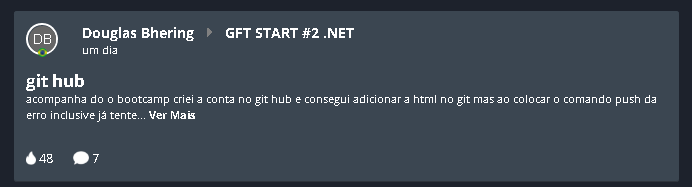 DB
Douglas Bhering GFT START #2 .NET
um dia
git hub
acompanha do o bootcamp criei a conta no git hub e consegui adicionar a html no git mas ao colocar o comando push da
erro inclusive já tente... Ver Mais
48 7